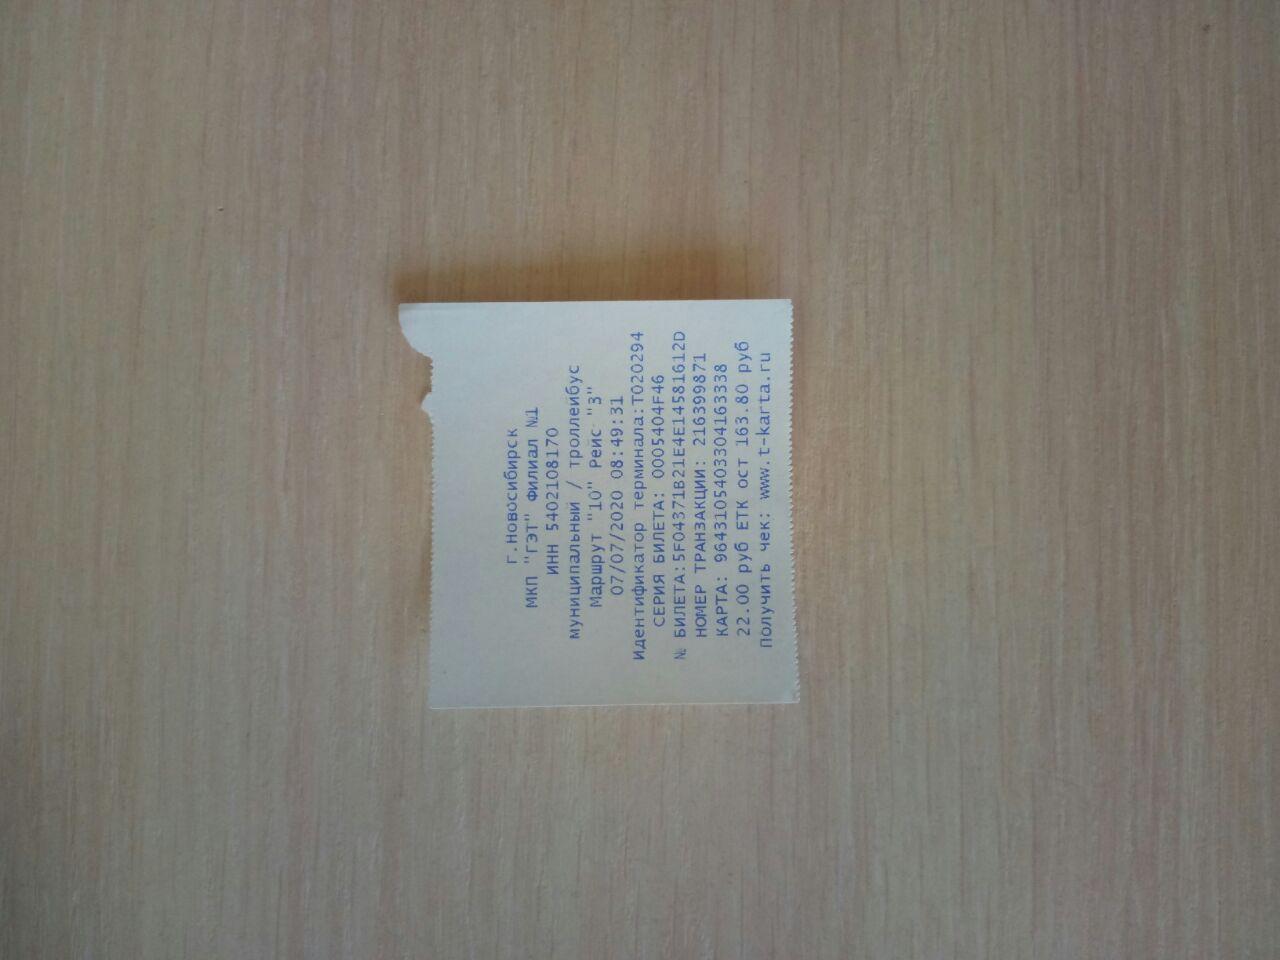 г.Новосибирск
МКП "ГЭТ" Филиал №1
ИНН 5402108170
муниципальный / троллейбус
Маршрут "10" Рейс "3"
07/07/2020 08:49:31
Идентификатор терминала:T020294
СЕРИЯ БИЛЕТА: 0005404F46
№ БИЛЕТА:5F04371B21E4E14581612D
НОМЕР ТРАНЗАКЦИИ: 216399871
КАРТА: 96431054033304163338
22.00 руб ЕТК ост 163.80 руб
Получить чек: www.t-karta.ru